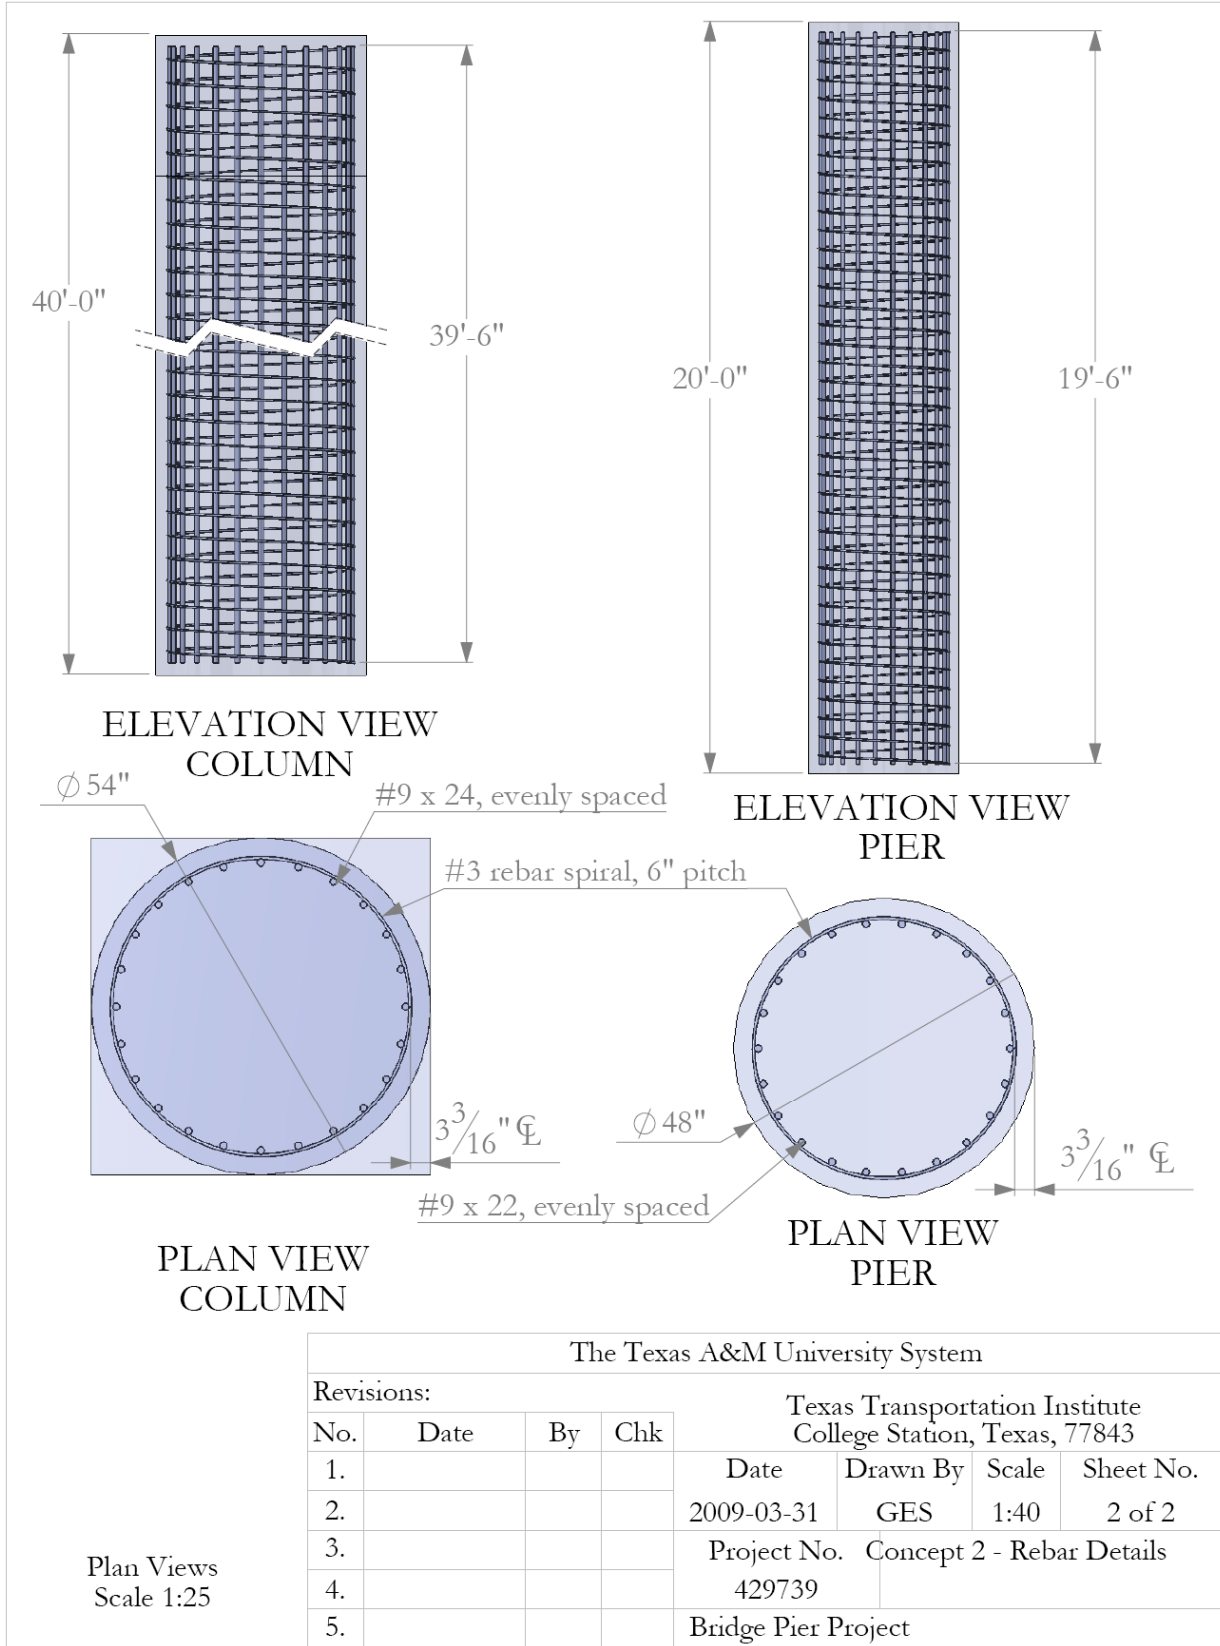 40'-0"
39'-6"
20'-0"
19'-6"
ELEVATION VIEW
COLUMN
ELEVATION VIEW
PIER
∅ 54"
#9 x 24, evenly spaced
#3 rebar spiral, 6" pitch
3 3/16" ℄
∅ 48"
3 3/16" ℄
#9 x 22, evenly spaced
PLAN VIEW
COLUMN
PLAN VIEW
PIER
The Texas A&M University System
Revisions:
Texas Transportation Institute
College Station, Texas, 77843
No. Date By Chk
1.
2.
3.
4.
5.
Date Drawn By Scale Sheet No.
2009-03-31 GES 1:40 2 of 2
Project No. Concept 2 - Rebar Details
429739
Bridge Pier Project
Plan Views
Scale 1:25